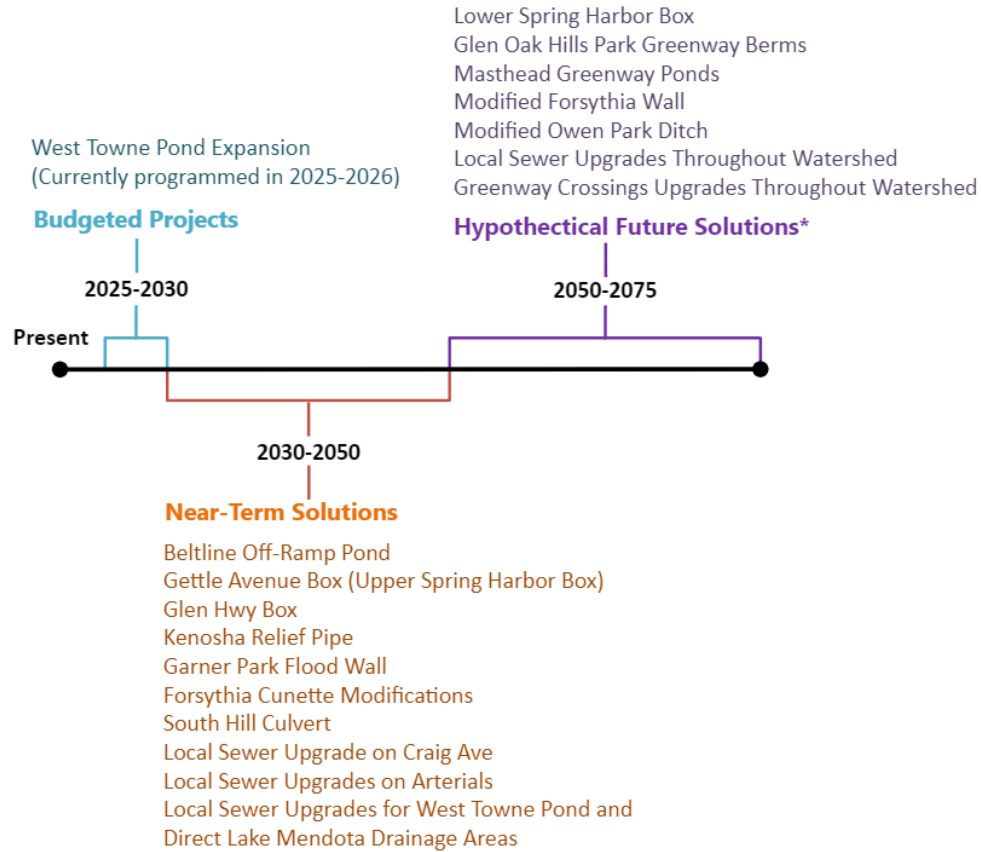 Lower Spring Harbor Box
Glen Oak Hills Park Greenway Berms
Masthead Greenway Ponds
Modified Forsythia Wall
Modified Owen Park Ditch
Local Sewer Upgrades Throughout Watershed
Greenway Crossings Upgrades Throughout Watershed
Hypothectical Future Solutions*
2050-2075
West Towne Pond Expansion
(Currently programmed in 2025-2026)
Budgeted Projects
2025-2030
Present
2030-2050
Near-Term Solutions
Beltline Off-Ramp Pond
Gettle Avenue Box (Upper Spring Harbor Box)
Glen Hwy Box
Kenosha Relief Pipe
Garner Park Flood Wall
Forsythia Cunette Modifications
South Hill Culvert
Local Sewer Upgrade on Craig Ave
Local Sewer Upgrades on Arterials
Local Sewer Upgrades for West Towne Pond and
Direct Lake Mendota Drainage Areas